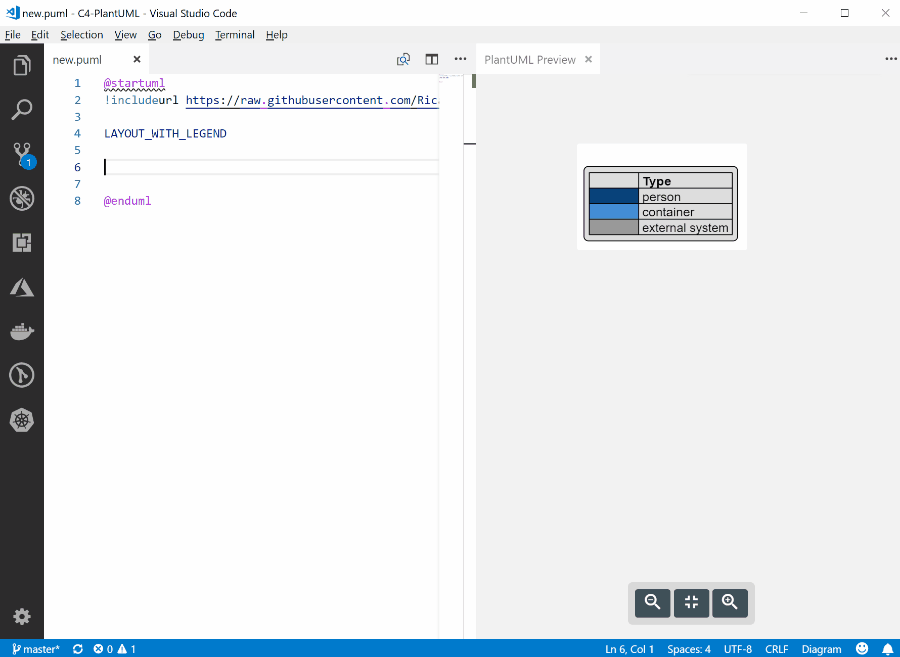 new.puml - C4-PlantUML - Visual Studio Code
File Edit Selection View Go Debug Terminal Help
new.puml
PlantUML Preview
1 @startuml
2 !includeurl https://raw.githubusercontent.com/Ric
3
4 LAYOUT_WITH_LEGEND
5
6
7
8 @enduml
Type
person
container
external system
1
master* 0 1 Ln 6, Col 1 Spaces: 4 UTF-8 CRLF Diagram